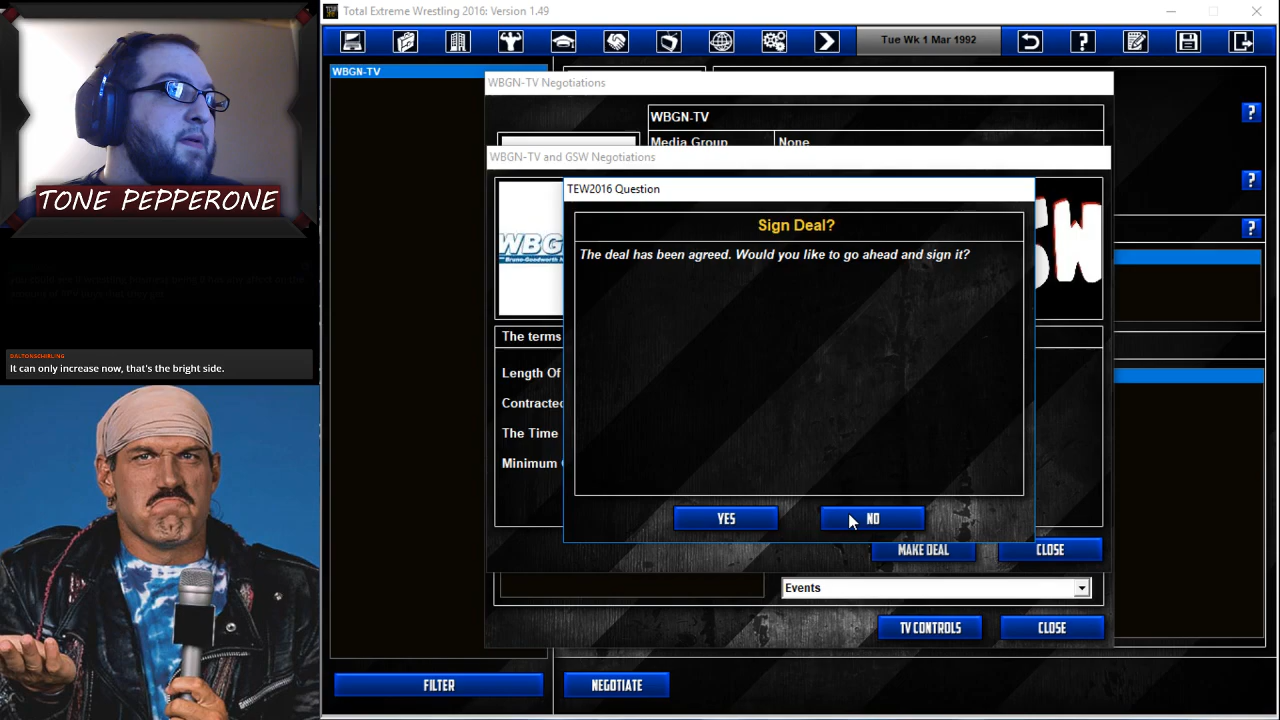 Total Extreme Wrestling 2016: Version 1.49
Tue Wk 1 Mar 1992
WBGN-TV
WBGN-TV Negotiations
WBGN-TV
Media Group
None
WBGN-TV and GSW Negotiations
TEW2016 Question
Sign Deal?
The deal has been agreed. Would you like to go ahead and sign it?
WBG
SW
The terms
Length Of
Contracted
The Time
Minimum
YES
NO
MAKE DEAL
CLOSE
Events
TV CONTROLS
CLOSE
FILTER
NEGOTIATE
TONE PEPPERONE
DALTONSCHIRLING
It can only increase now, that's the bright side.